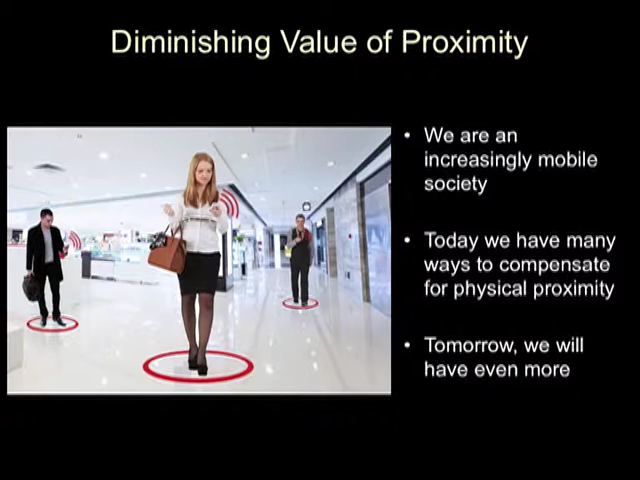 Diminishing Value of Proximity
• We are an
increasingly mobile
society
• Today we have many
ways to compensate
for physical proximity
• Tomorrow, we will
have even more